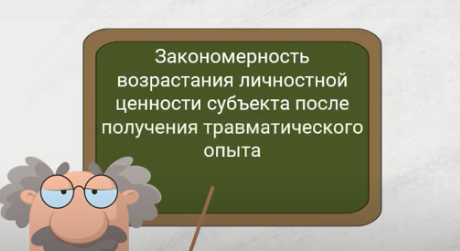 Закономерность
возрастания личностной
ценности субъекта после
получения травматического
опыта